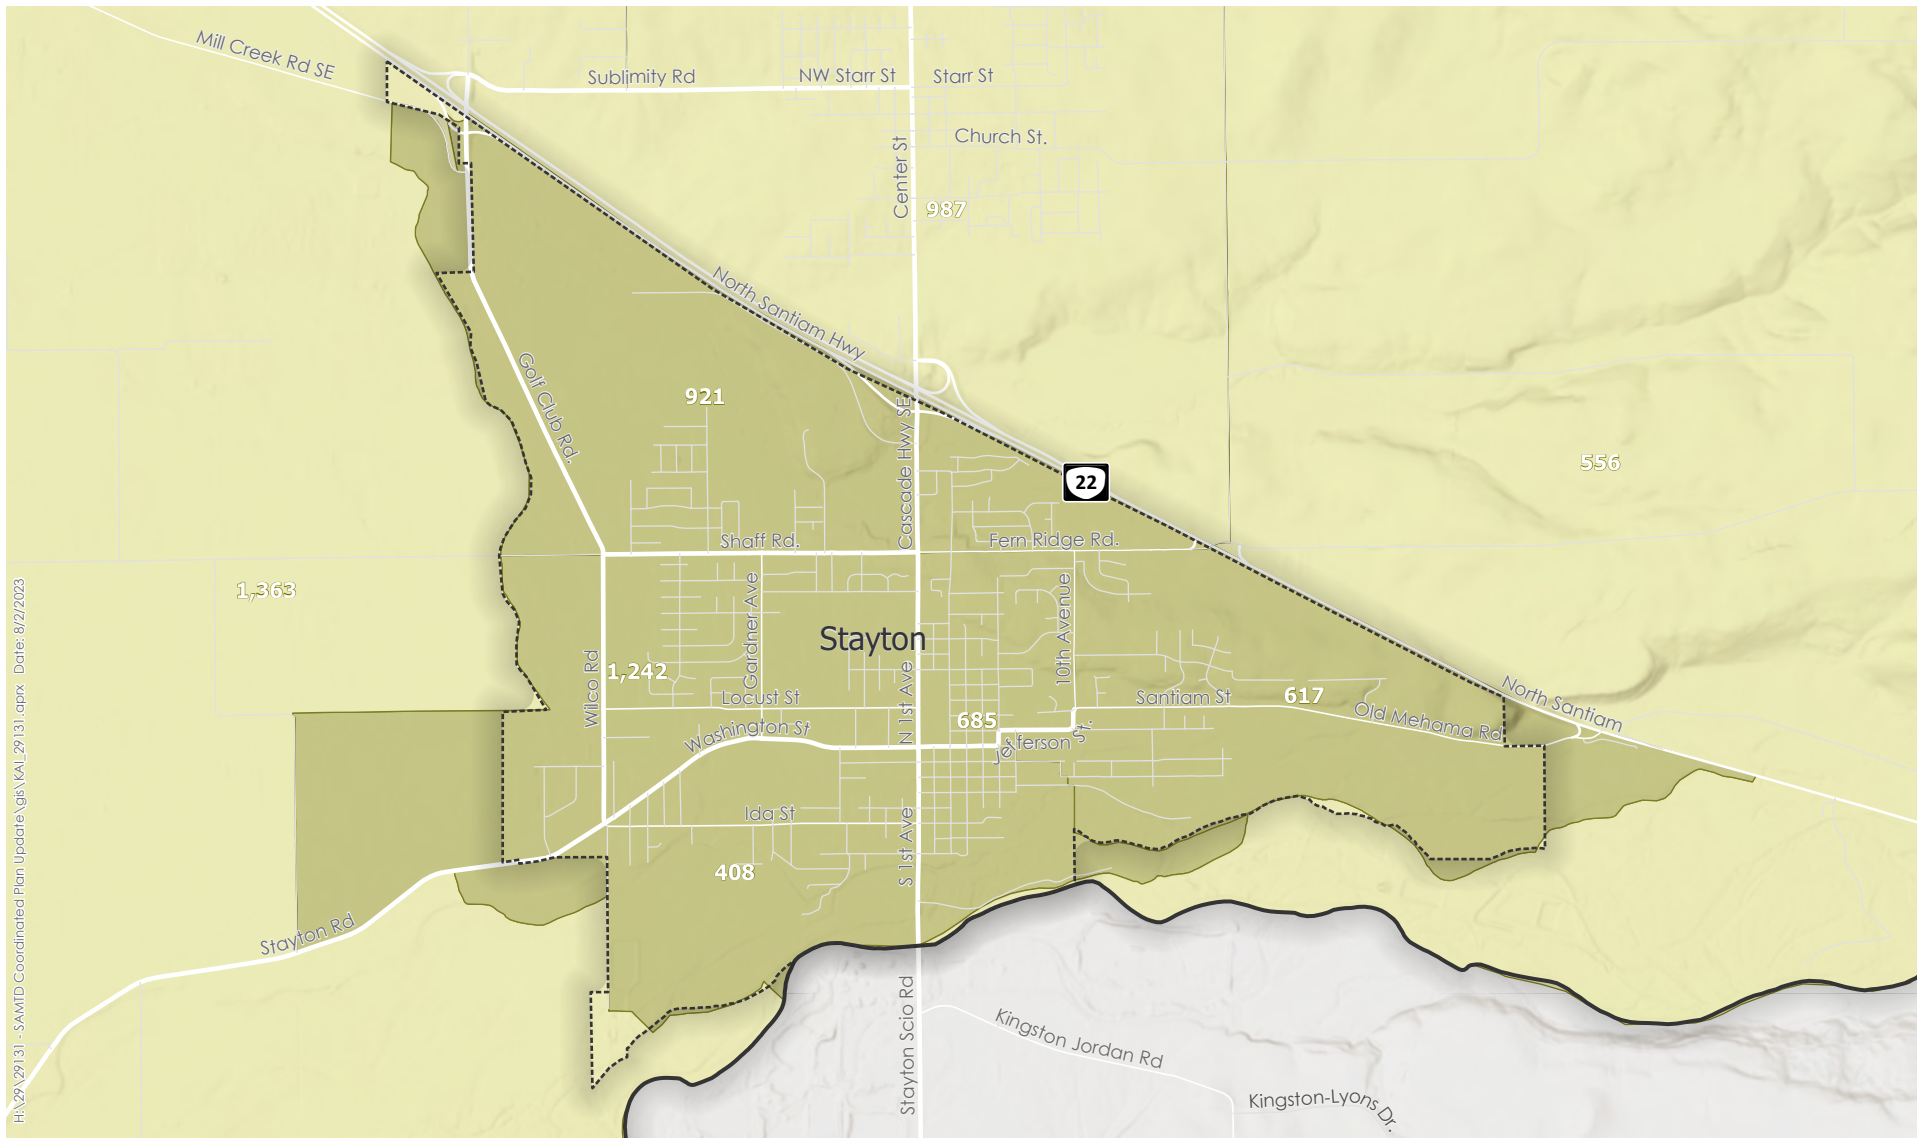 Mill Creek Rd SE
Sublimity Rd
NW Starr St
Starr St
Church St.
Center St
987
North Santiam Hwy
Golf Club Rd.
921
Cascade Hwy SE
22
556
Shaff Rd.
Fern Ridge Rd.
1,363
Gardner Ave
10th Avenue
Stayton
Wilco Rd
1,242
N 1st Ave
Locust St
Santiam St
617
North Santiam
Old Mehama Rd
685
Washington St
Jefferson St.
Ida St
S 1st Ave
408
Stayton Rd
Stayton Scio Rd
Kingston Jordan Rd
Kingston-Lyons Dr.
H:\29\29131 - SAMTD Coordinated Plan Update\gis\KAI_29131.aprx Date: 8/2/2023